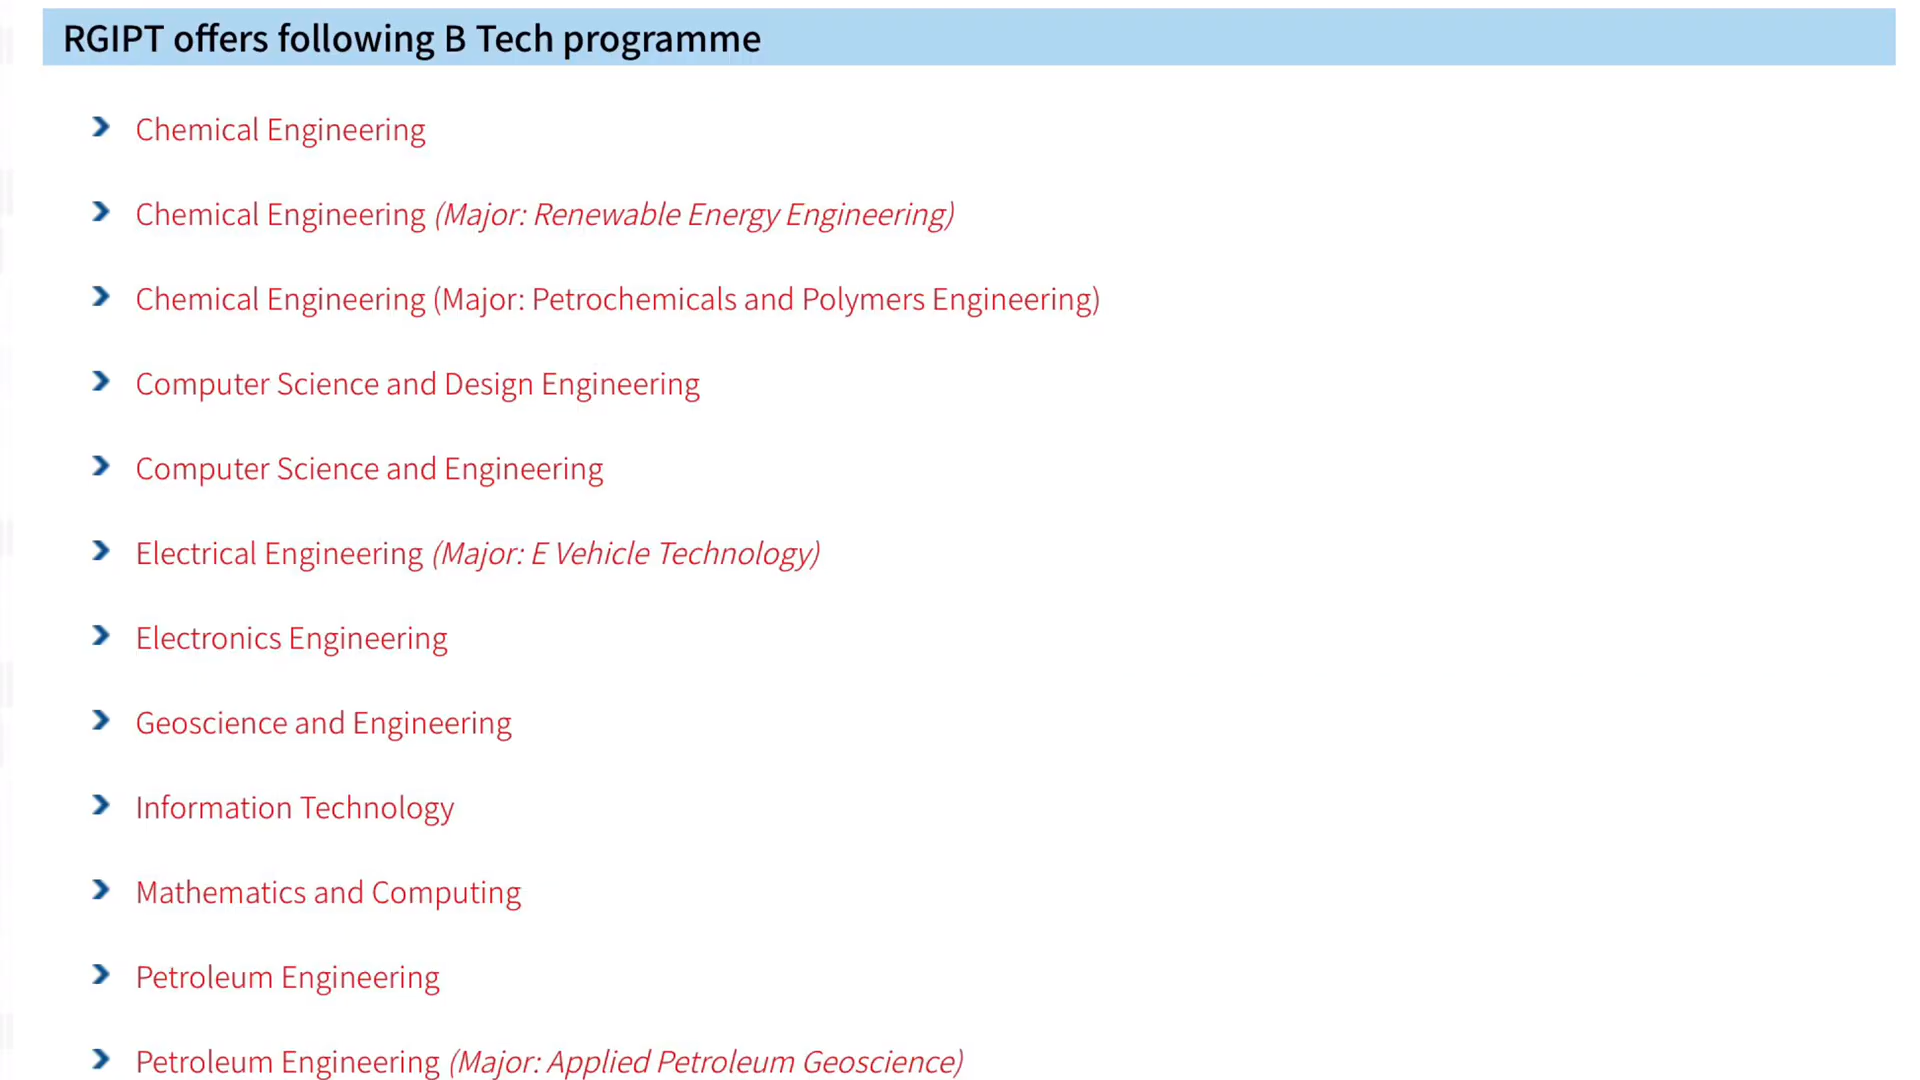 RGIPT offers following B Tech programme
Chemical Engineering
Chemical Engineering (Major: Renewable Energy Engineering)
Chemical Engineering (Major: Petrochemicals and Polymers Engineering)
Computer Science and Design Engineering
Computer Science and Engineering
Electrical Engineering (Major: E Vehicle Technology)
Electronics Engineering
Geoscience and Engineering
Information Technology
Mathematics and Computing
Petroleum Engineering
Petroleum Engineering (Major: Applied Petroleum Geoscience)